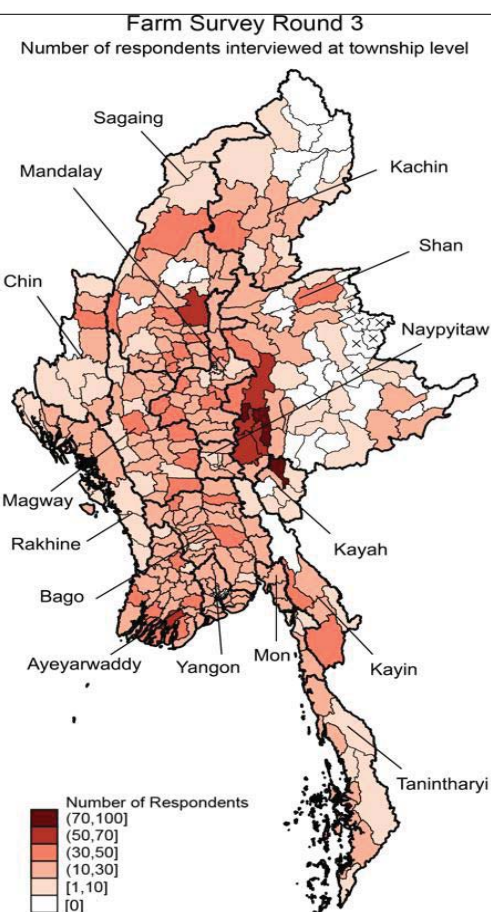 Farm Survey Round 3
Number of respondents interviewed at township level
Sagaing
Mandalay
Kachin
Shan
Chin
Naypyitaw
Magway
Rakhine
Kayah
Bago
Ayeyarwaddy
Yangon
Mon
Kayin
Tanintharyi
Number of Respondents
(70,100]
(50,70]
(30,50]
(10,30]
[1,10]
[0]